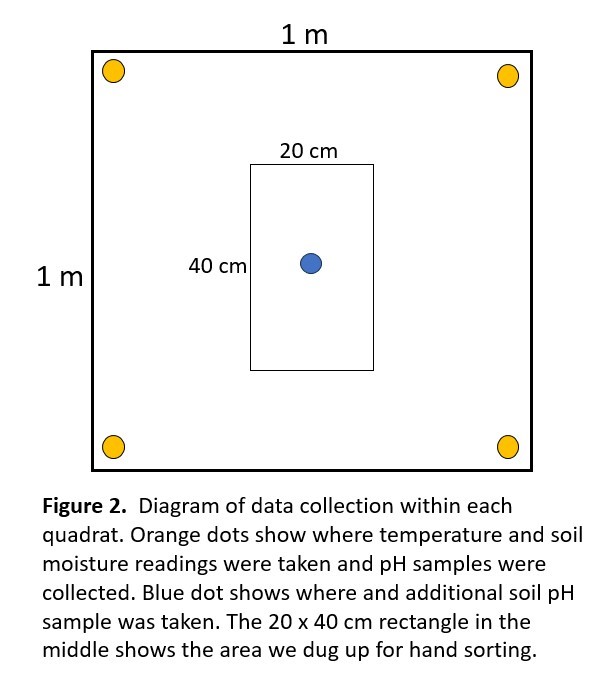 1 m
20 cm
40 cm
1 m
Figure 2. Diagram of data collection within each
quadrat. Orange dots show where temperature and soil
moisture readings were taken and pH samples were
collected. Blue dot shows where and additional soil pH
sample was taken. The 20 x 40 cm rectangle in the
middle shows the area we dug up for hand sorting.